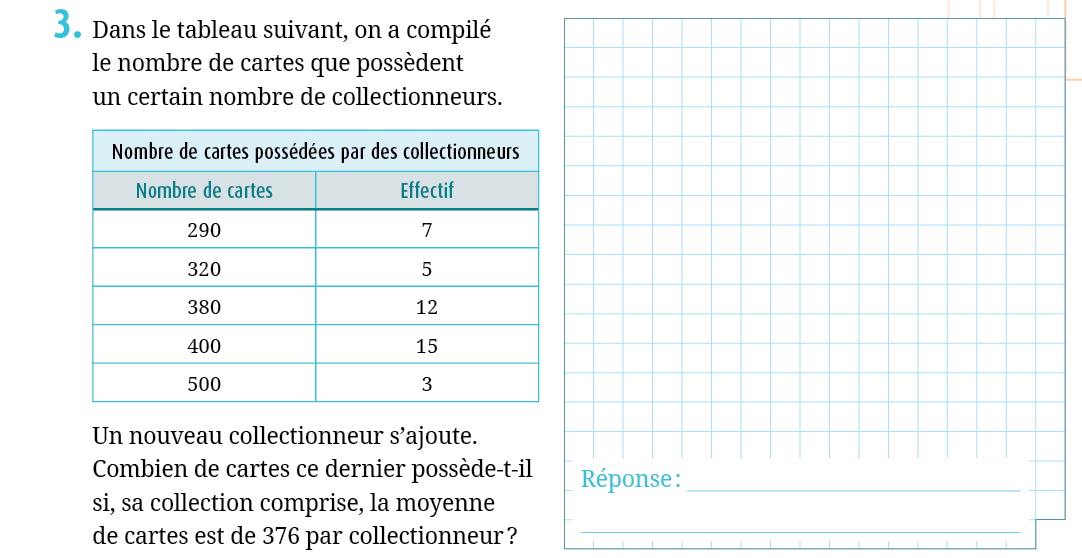 3. Dans le tableau suivant, on a compilé
le nombre de cartes que possèdent
un certain nombre de collectionneurs.
Nombre de cartes possédées par des collectionneurs
Nombre de cartes Effectif
290 7
320 5
380 12
400 15
500 3
Un nouveau collectionneur s’ajoute.
Combien de cartes ce dernier possède-t-il
si, sa collection comprise, la moyenne
de cartes est de 376 par collectionneur ?
Réponse :